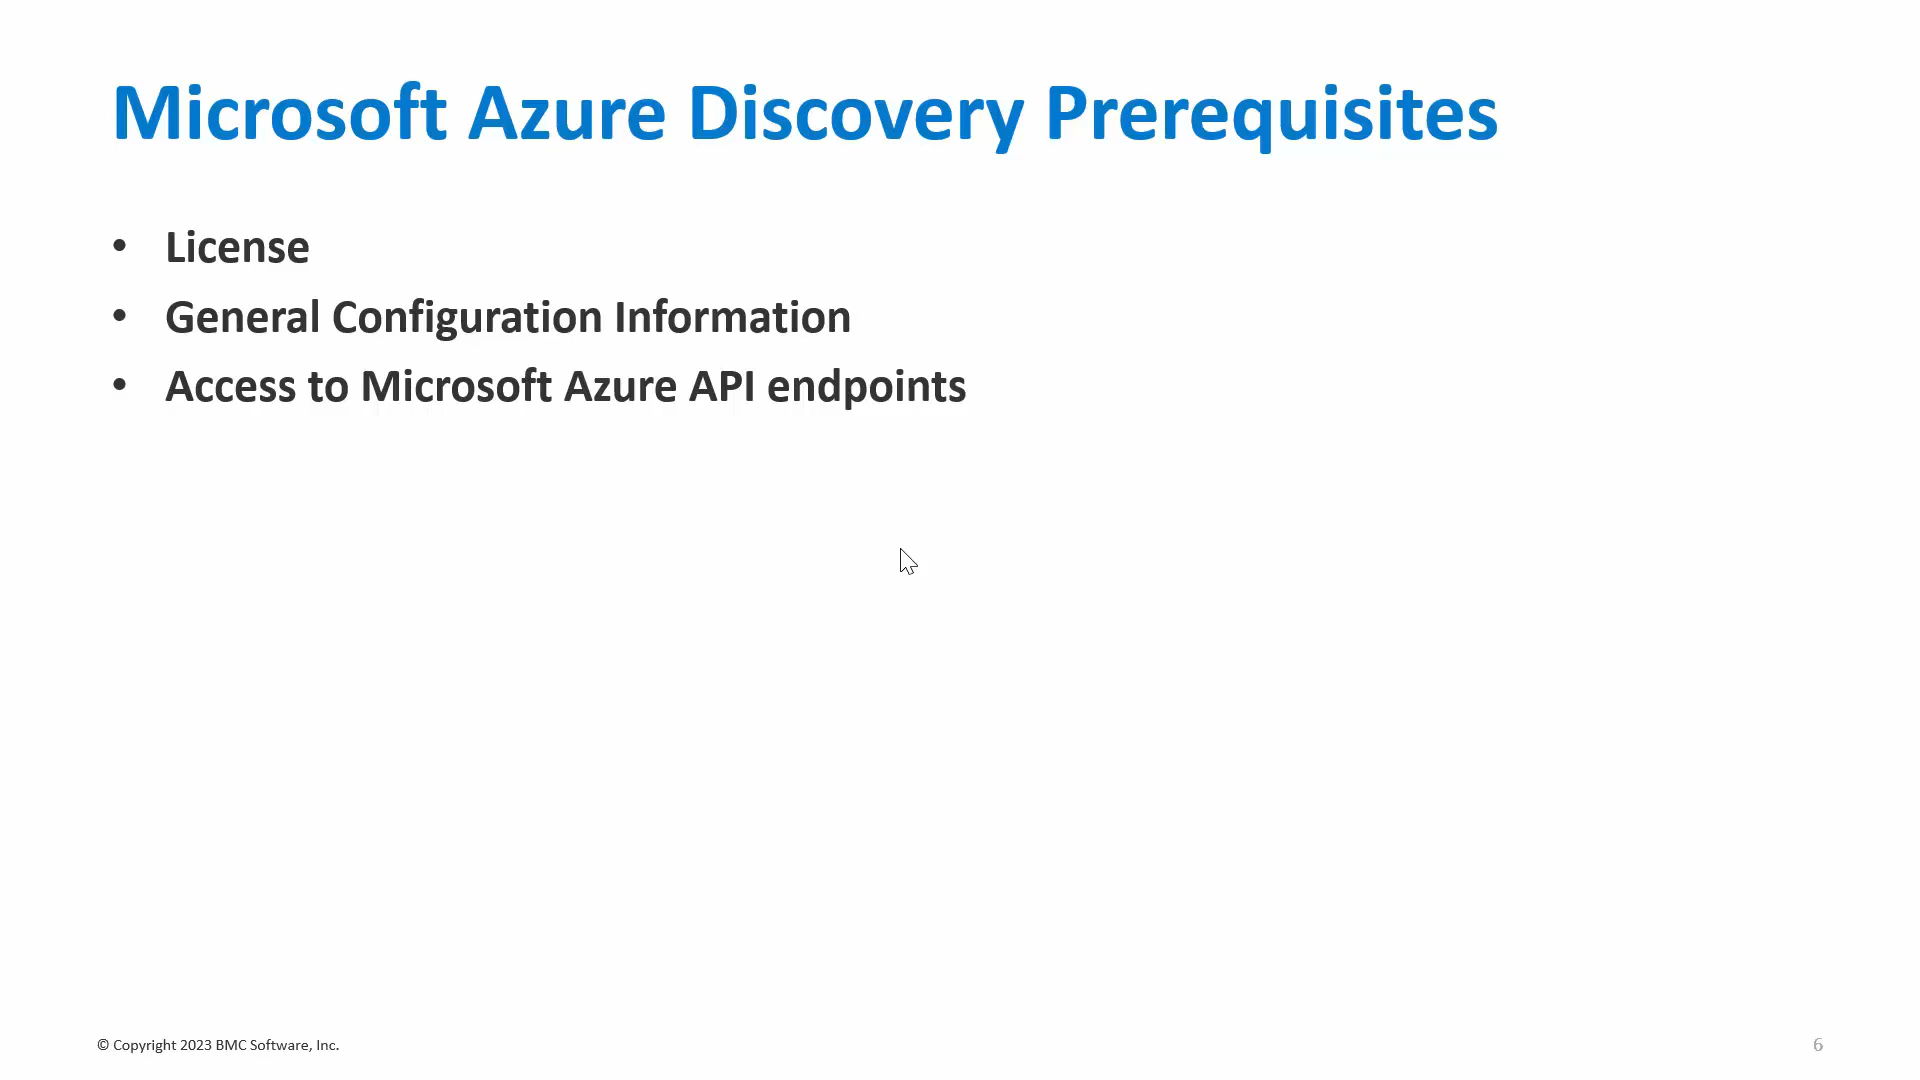 Microsoft Azure Discovery Prerequisites
• License
• General Configuration Information
• Access to Microsoft Azure API endpoints
© Copyright 2023 BMC Software, Inc.
6